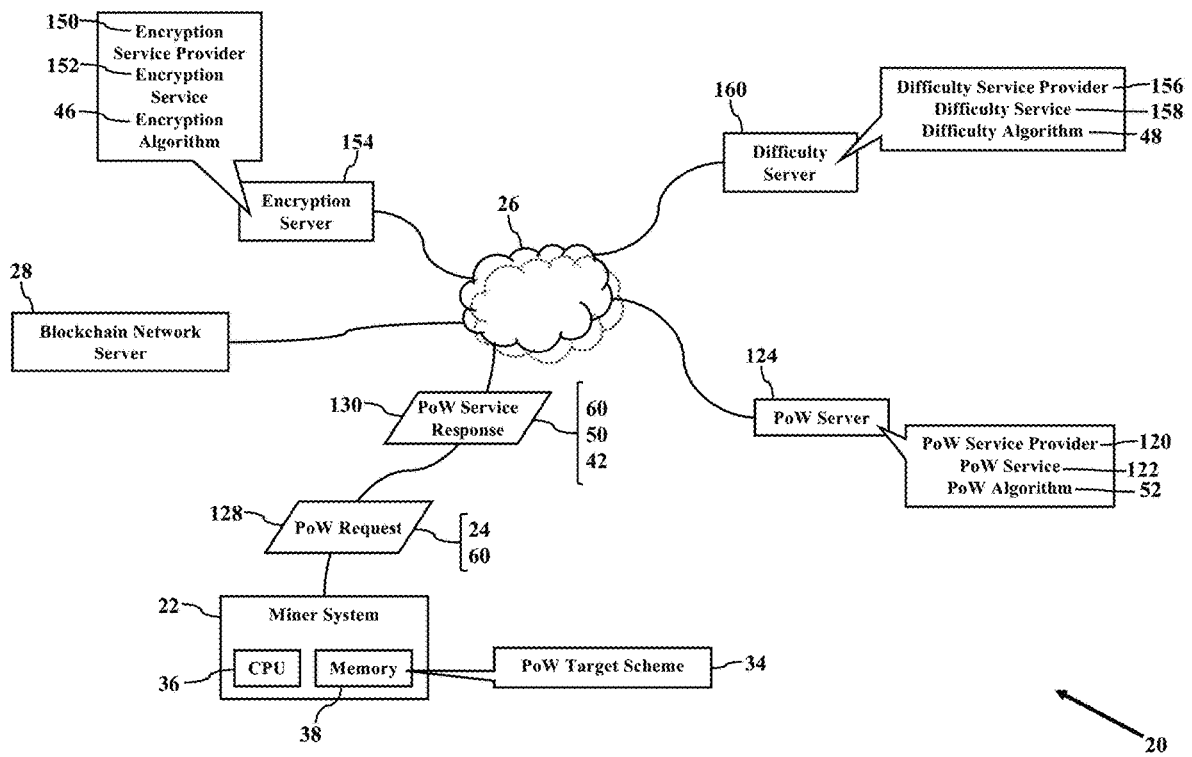 150
Encryption
Service Provider
152
Encryption
Service
46
Encryption
Algorithm
154
Encryption
Server
160
Difficulty
Server
Difficulty Service Provider 156
Difficulty Service 158
Difficulty Algorithm 48
26
28
Blockchain Network
Server
124
PoW Server
PoW Service Provider 120
PoW Service 122
PoW Algorithm 52
130
PoW Service
Response
60
50
42
128
PoW Request
24
60
22
Miner System
CPU
Memory
36
38
PoW Target Scheme
34
20